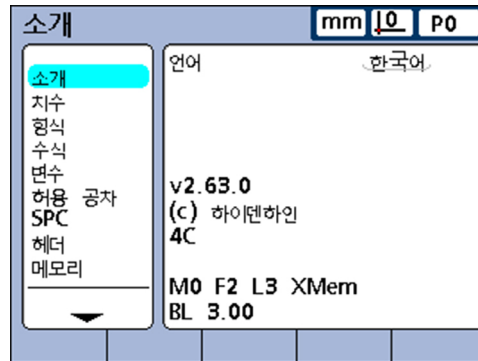 소개
mm 0 P0
소개
치수
형식
수식
변수
허용 공차
SPC
헤더
메모리
언어 한국어
v2.63.0
(c) 하이덴하인
4C
M0 F2 L3 XMem
BL 3.00